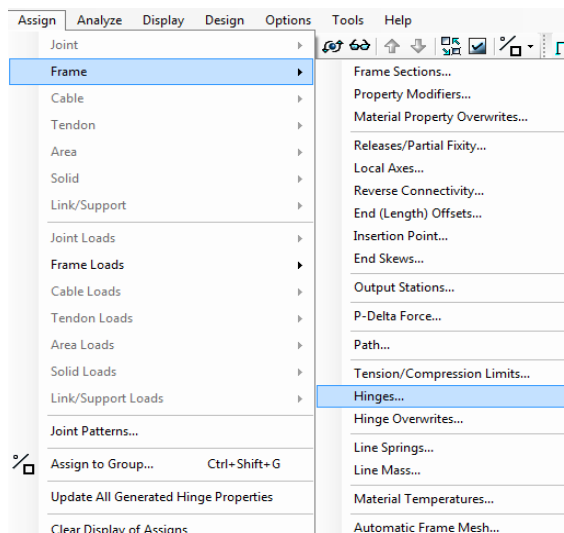 Assign Analyze Display Design Options Tools Help
Joint
Frame
Cable
Tendon
Area
Solid
Link/Support
Joint Loads
Frame Loads
Cable Loads
Tendon Loads
Area Loads
Solid Loads
Link/Support Loads
Joint Patterns...
Assign to Group... Ctrl+Shift+G
Update All Generated Hinge Properties
Clear Display of Assigns
Frame Sections...
Property Modifiers...
Material Property Overwrites...
Releases/Partial Fixity...
Local Axes...
Reverse Connectivity...
End (Length) Offsets...
Insertion Point...
End Skews...
Output Stations...
P-Delta Force...
Path...
Tension/Compression Limits...
Hinges...
Hinge Overwrites...
Line Springs...
Line Mass...
Material Temperatures...
Automatic Frame Mesh...